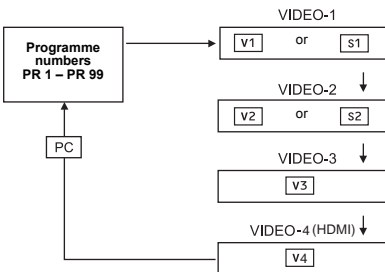 VIDEO-1
V1 or S1
Programme
numbers
PR 1 – PR 99
VIDEO-2
V2 or S2
PC
VIDEO-3
V3
VIDEO-4 (HDMI)
V4